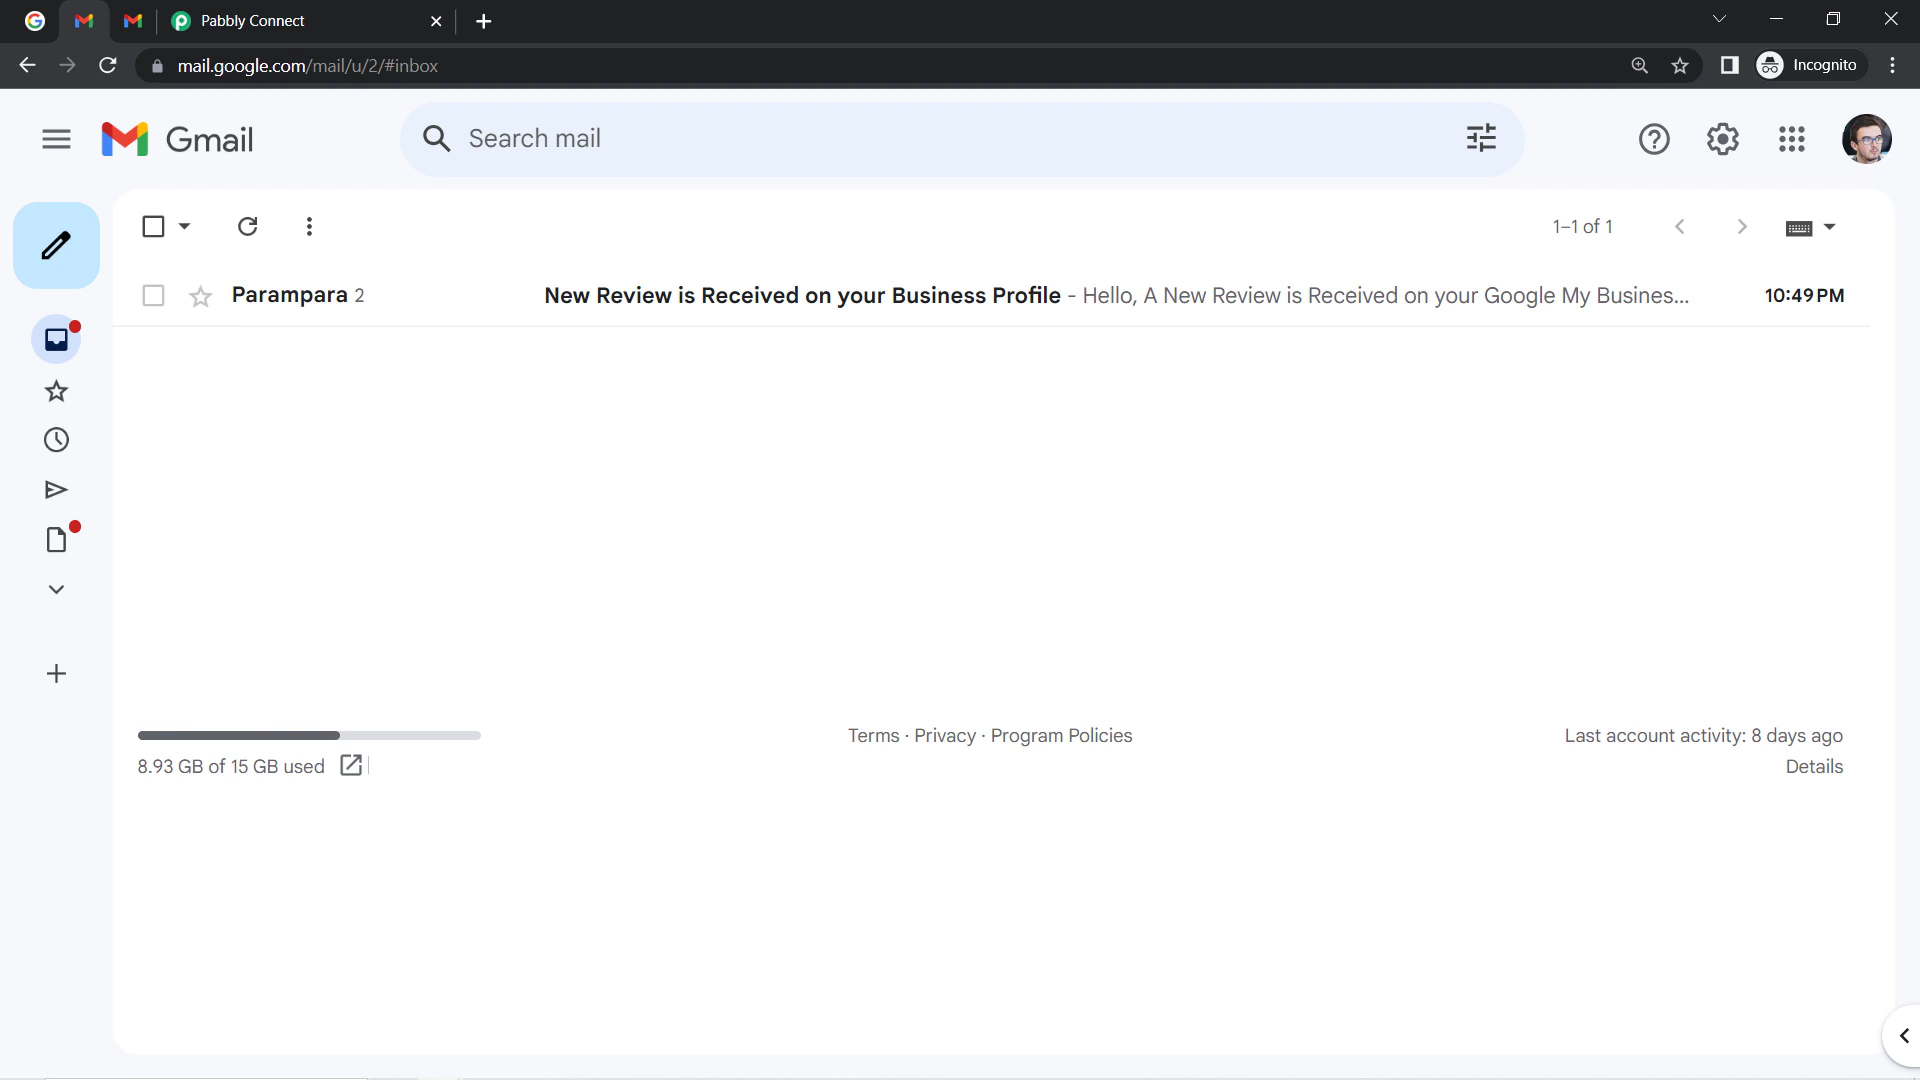 Pabbly Connect
mail.google.com/mail/u/2/#inbox
Incognito
Gmail
Search mail
1–1 of 1
Parampara 2
New Review is Received on your Business Profile - Hello, A New Review is Received on your Google My Busines...
10:49 PM
Terms · Privacy · Program Policies
Last account activity: 8 days ago
8.93 GB of 15 GB used
Details